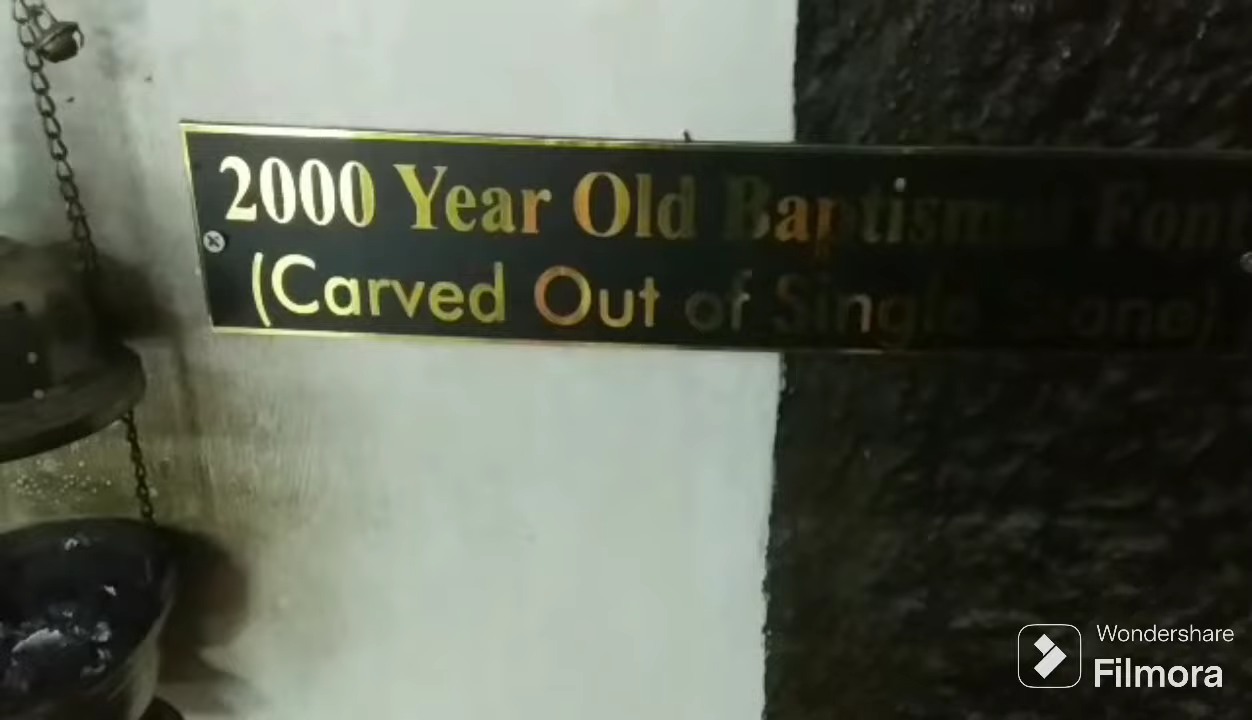 2000 Year Old Baptismal Font
(Carved Out of Single Stone)
Wondershare
Filmora